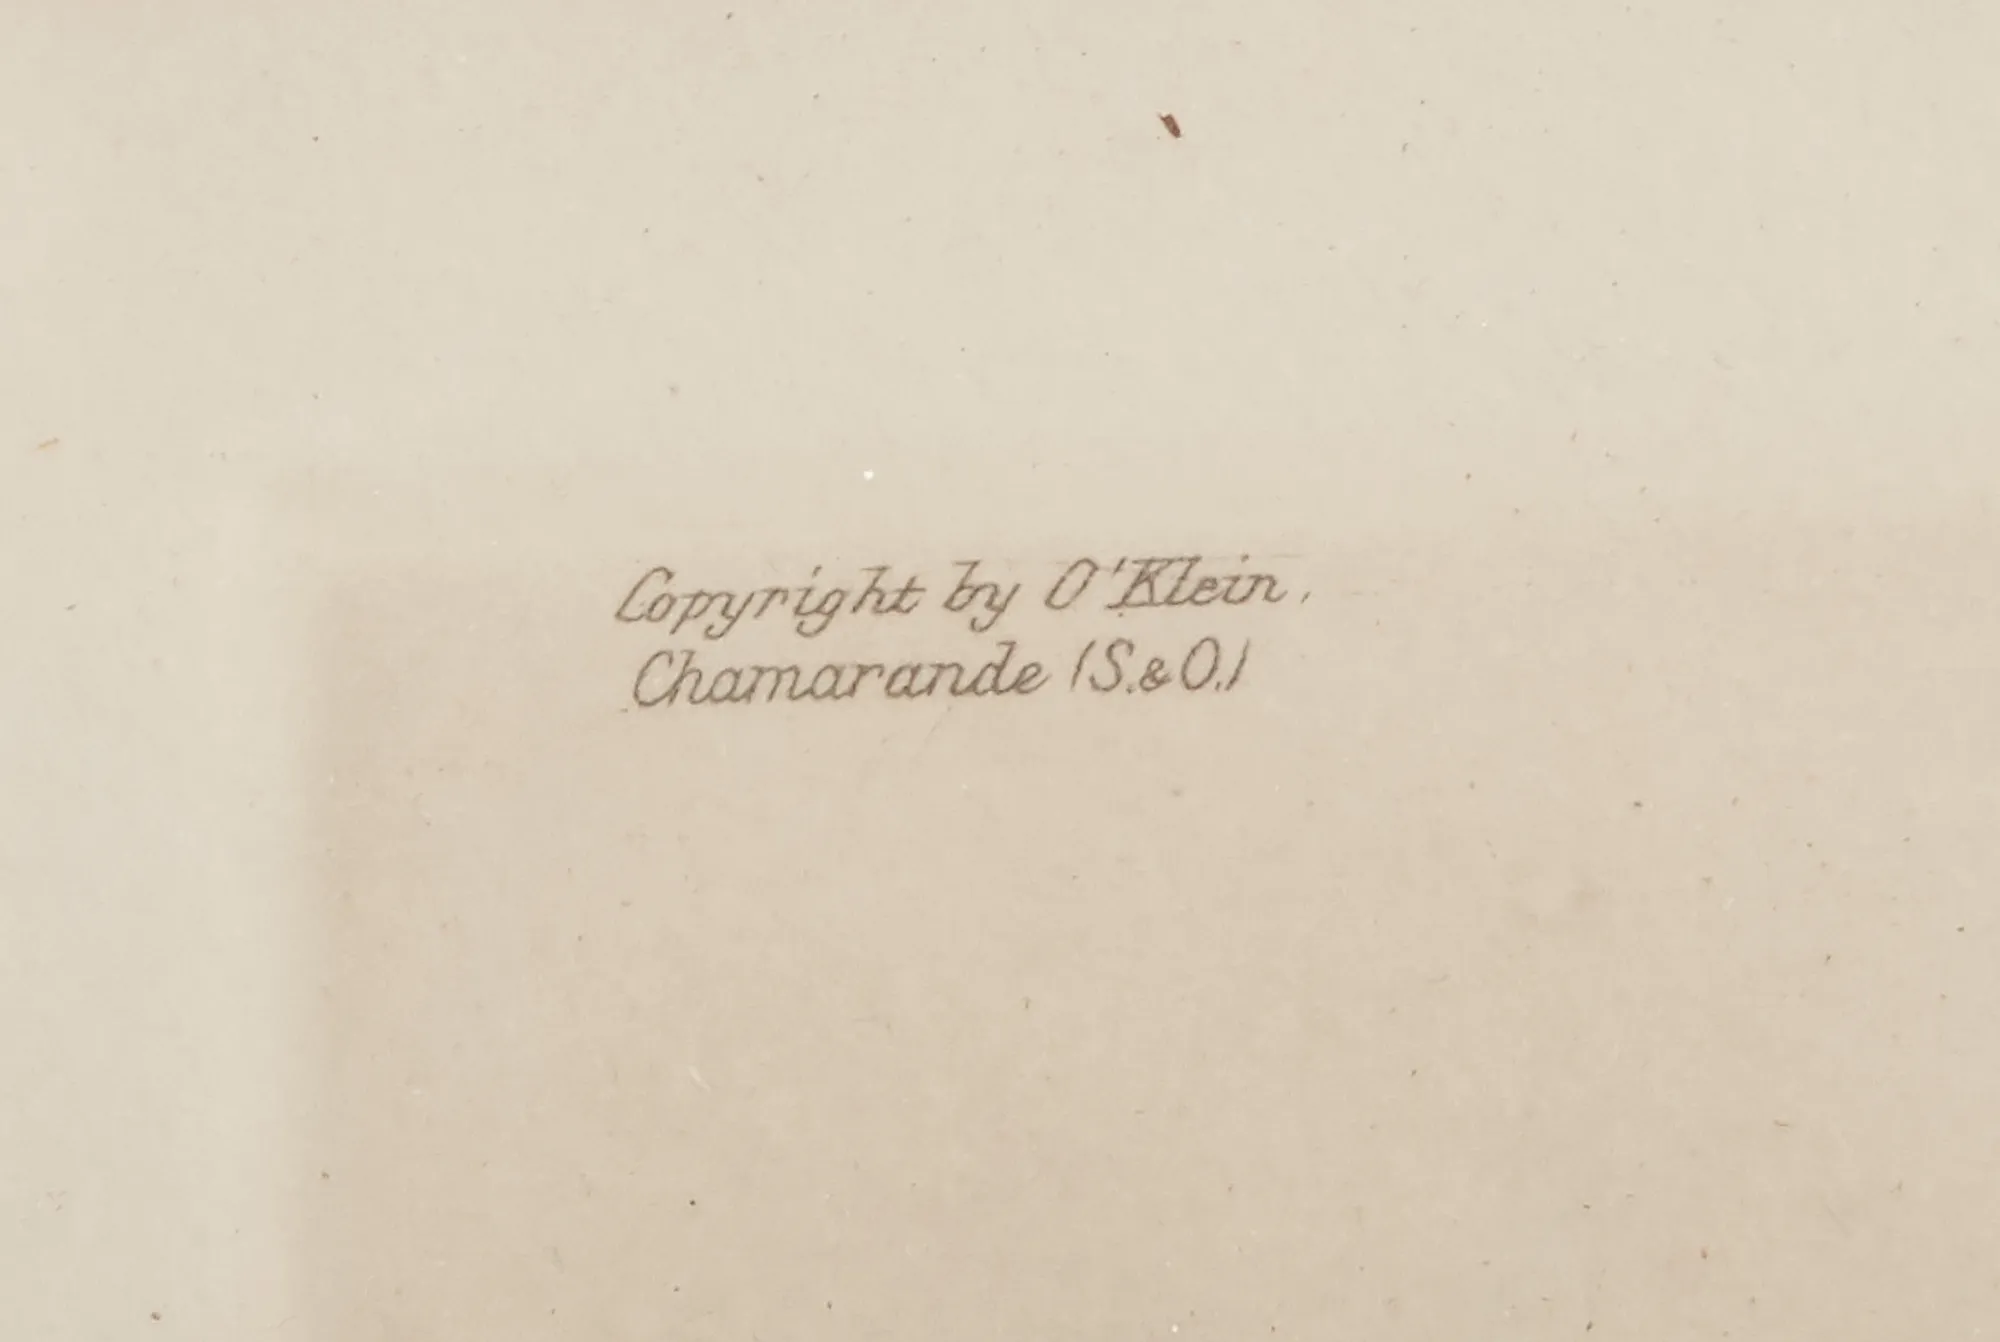 Copyright by O'Klein,
Chamarande (S.&O.)